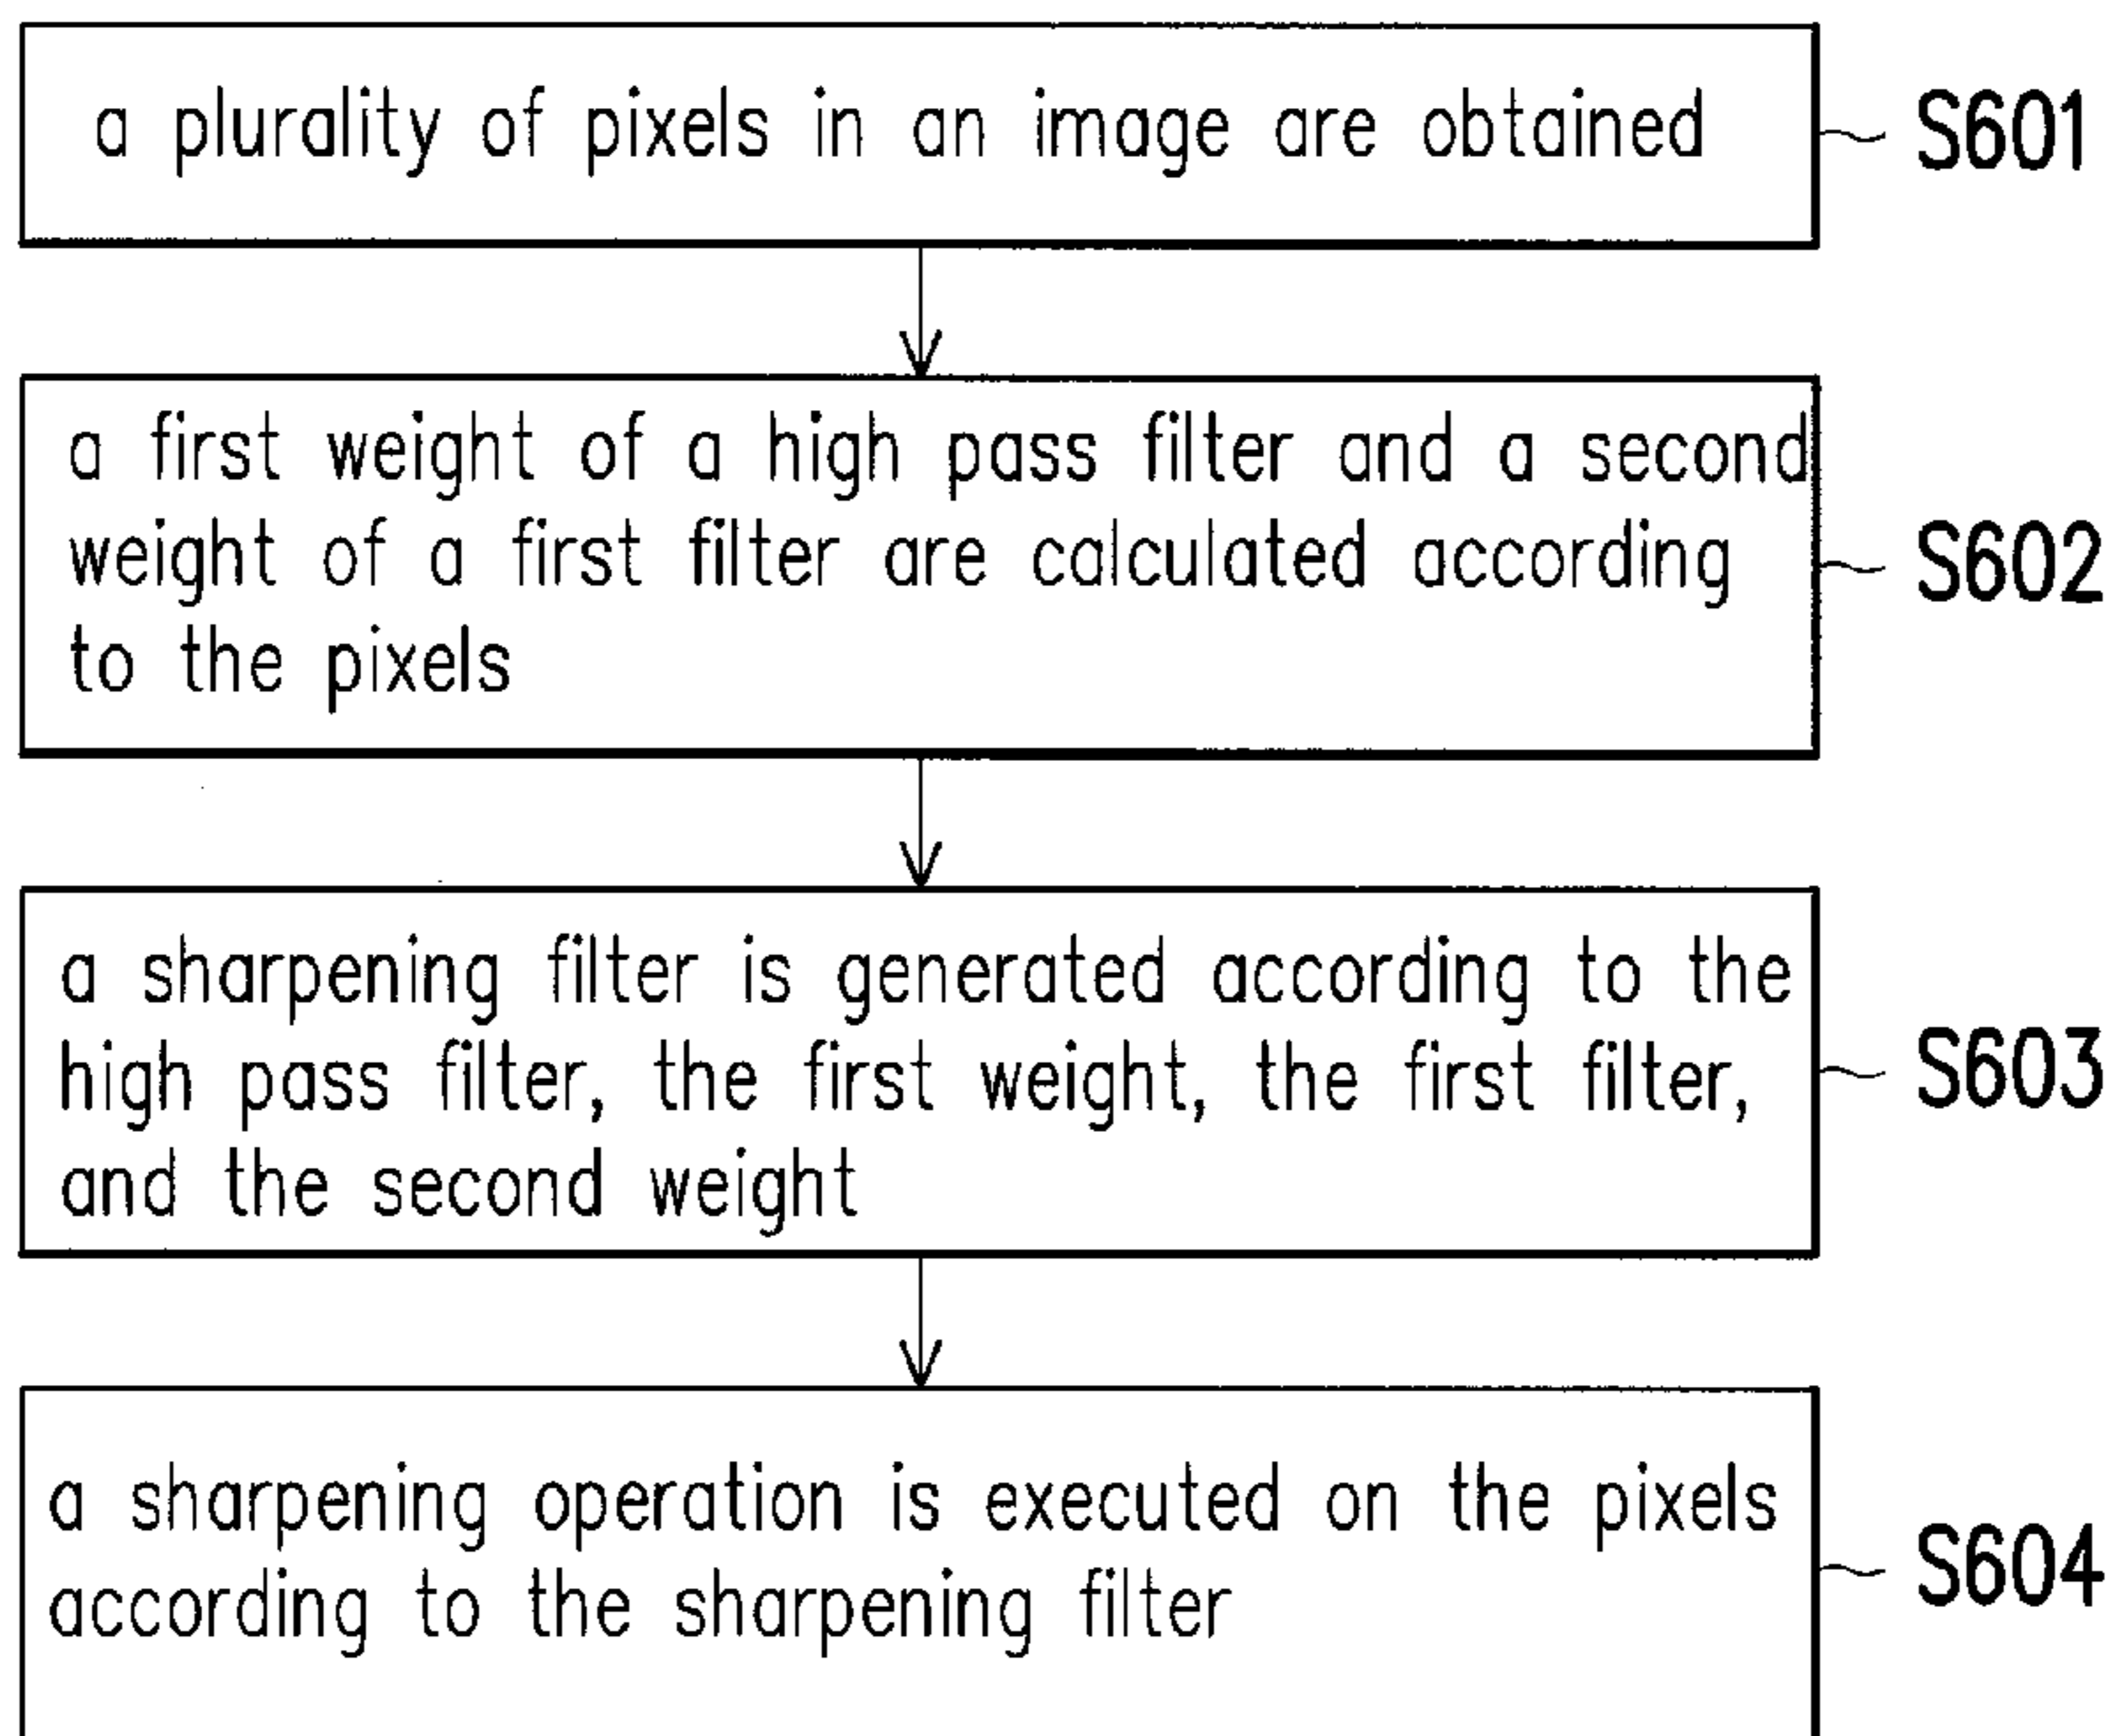 a plurality of pixels in an image are obtained
S601
a first weight of a high pass filter and a second
weight of a first filter are calculated according
to the pixels
S602
a sharpening filter is generated according to the
high pass filter, the first weight, the first filter,
and the second weight
S603
a sharpening operation is executed on the pixels
according to the sharpening filter
S604